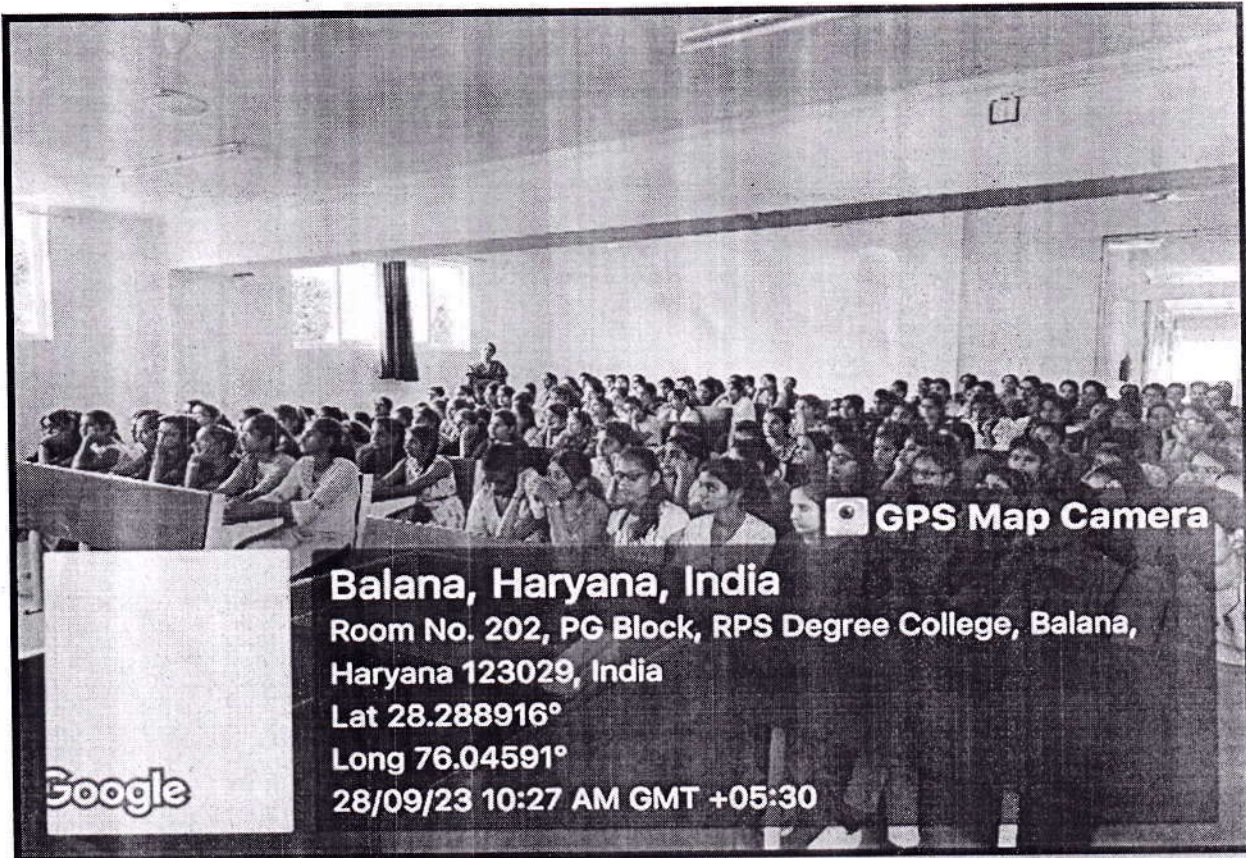 GPS Map Camera
Balana, Haryana, India
Room No. 202, PG Block, RPS Degree College, Balana,
Haryana 123029, India
Lat 28.288916°
Long 76.04591°
28/09/23 10:27 AM GMT +05:30
Google